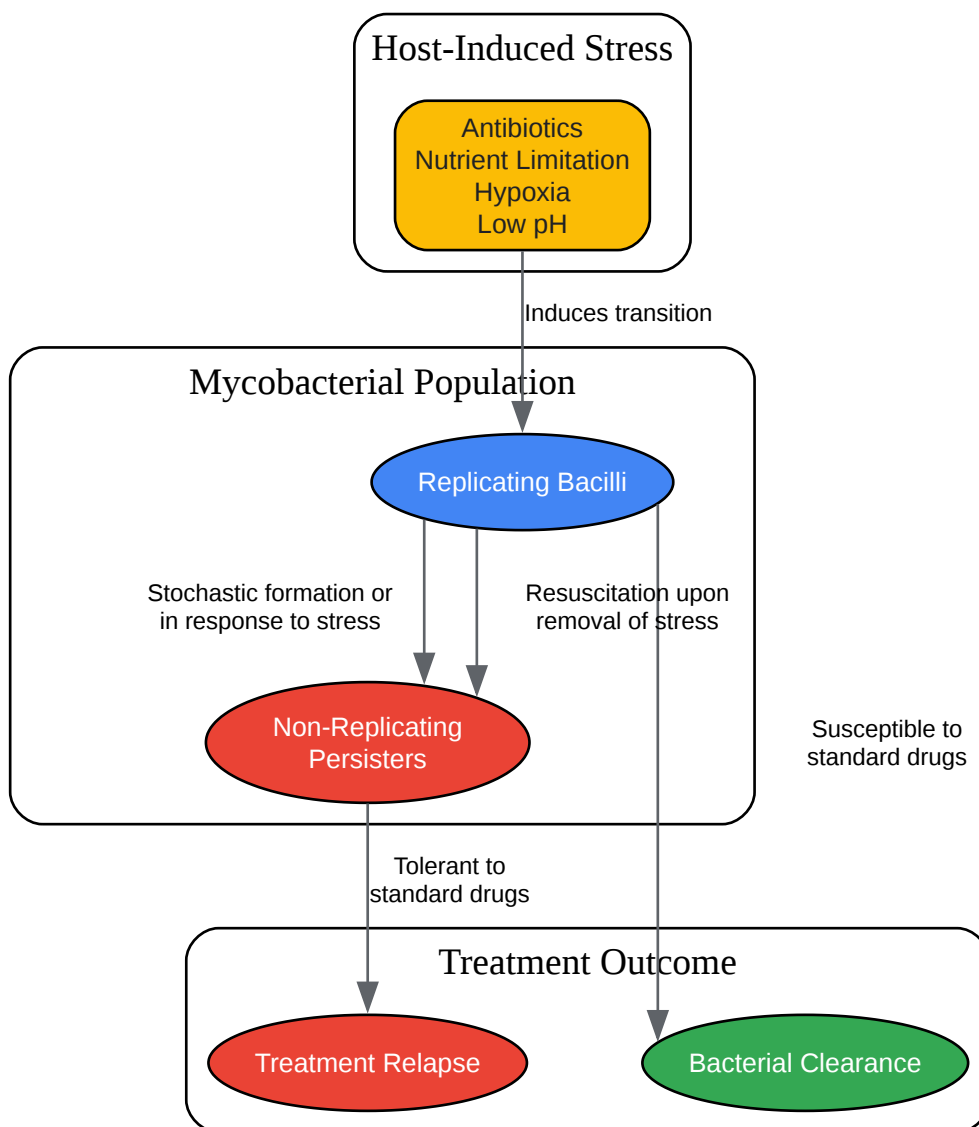 Host-Induced Stress
Antibiotics
Nutrient Limitation
Hypoxia
Low pH
Induces transition
Mycobacterial Population
Replicating Bacilli
Stochastic formation or
in response to stress
Resuscitation upon
removal of stress
Non-Replicating
Persisters
Susceptible to
standard drugs
Tolerant to
standard drugs
Treatment Outcome
Treatment Relapse
Bacterial Clearance